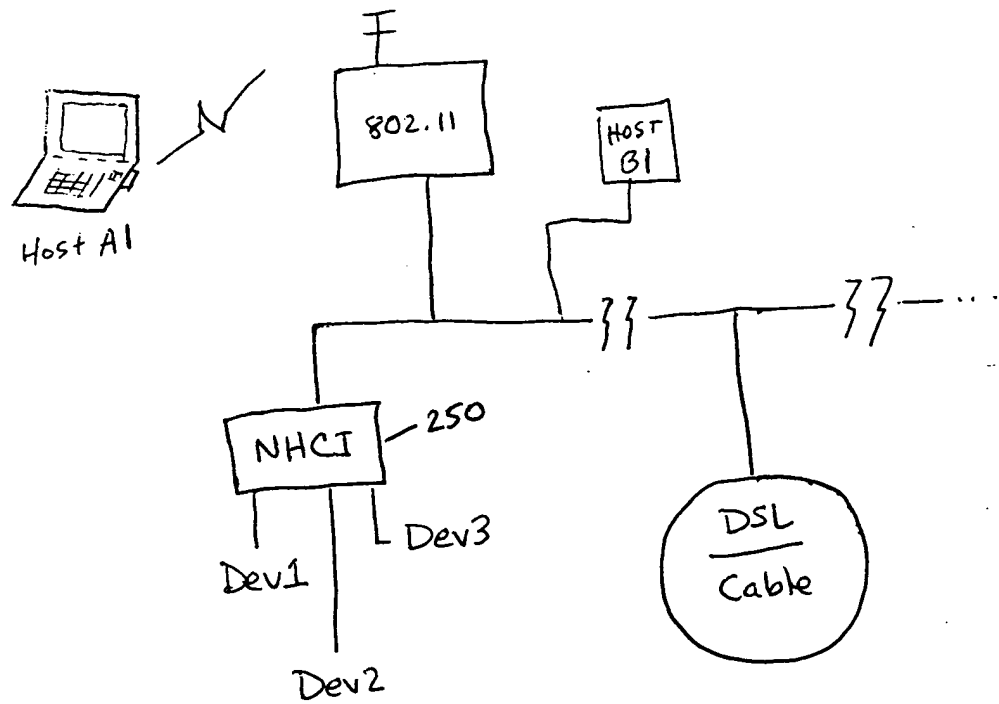 802.11
HOST
B1
Host A1
250
NHCI
Dev3
Dev1
Dev2
DSL
Cable
...